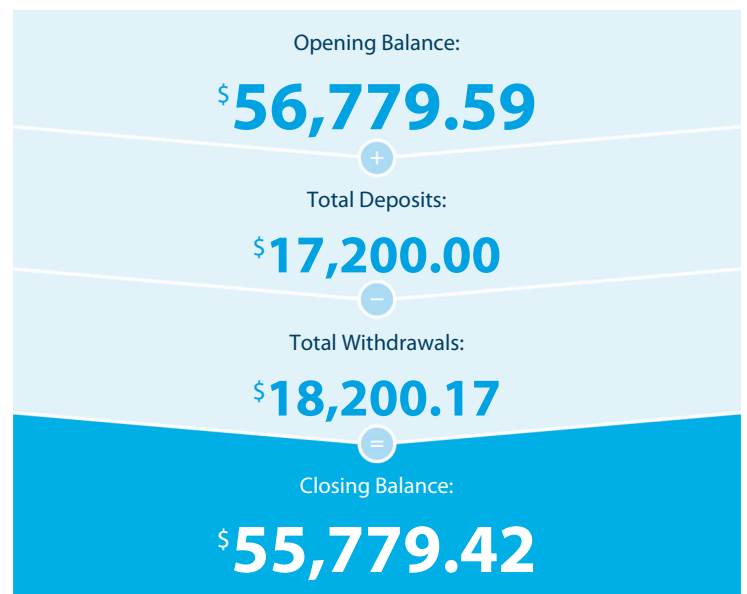 Opening Balance:
$56,779.59
+
Total Deposits:
$17,200.00
−
Total Withdrawals:
$18,200.17
=
Closing Balance:
$55,779.42